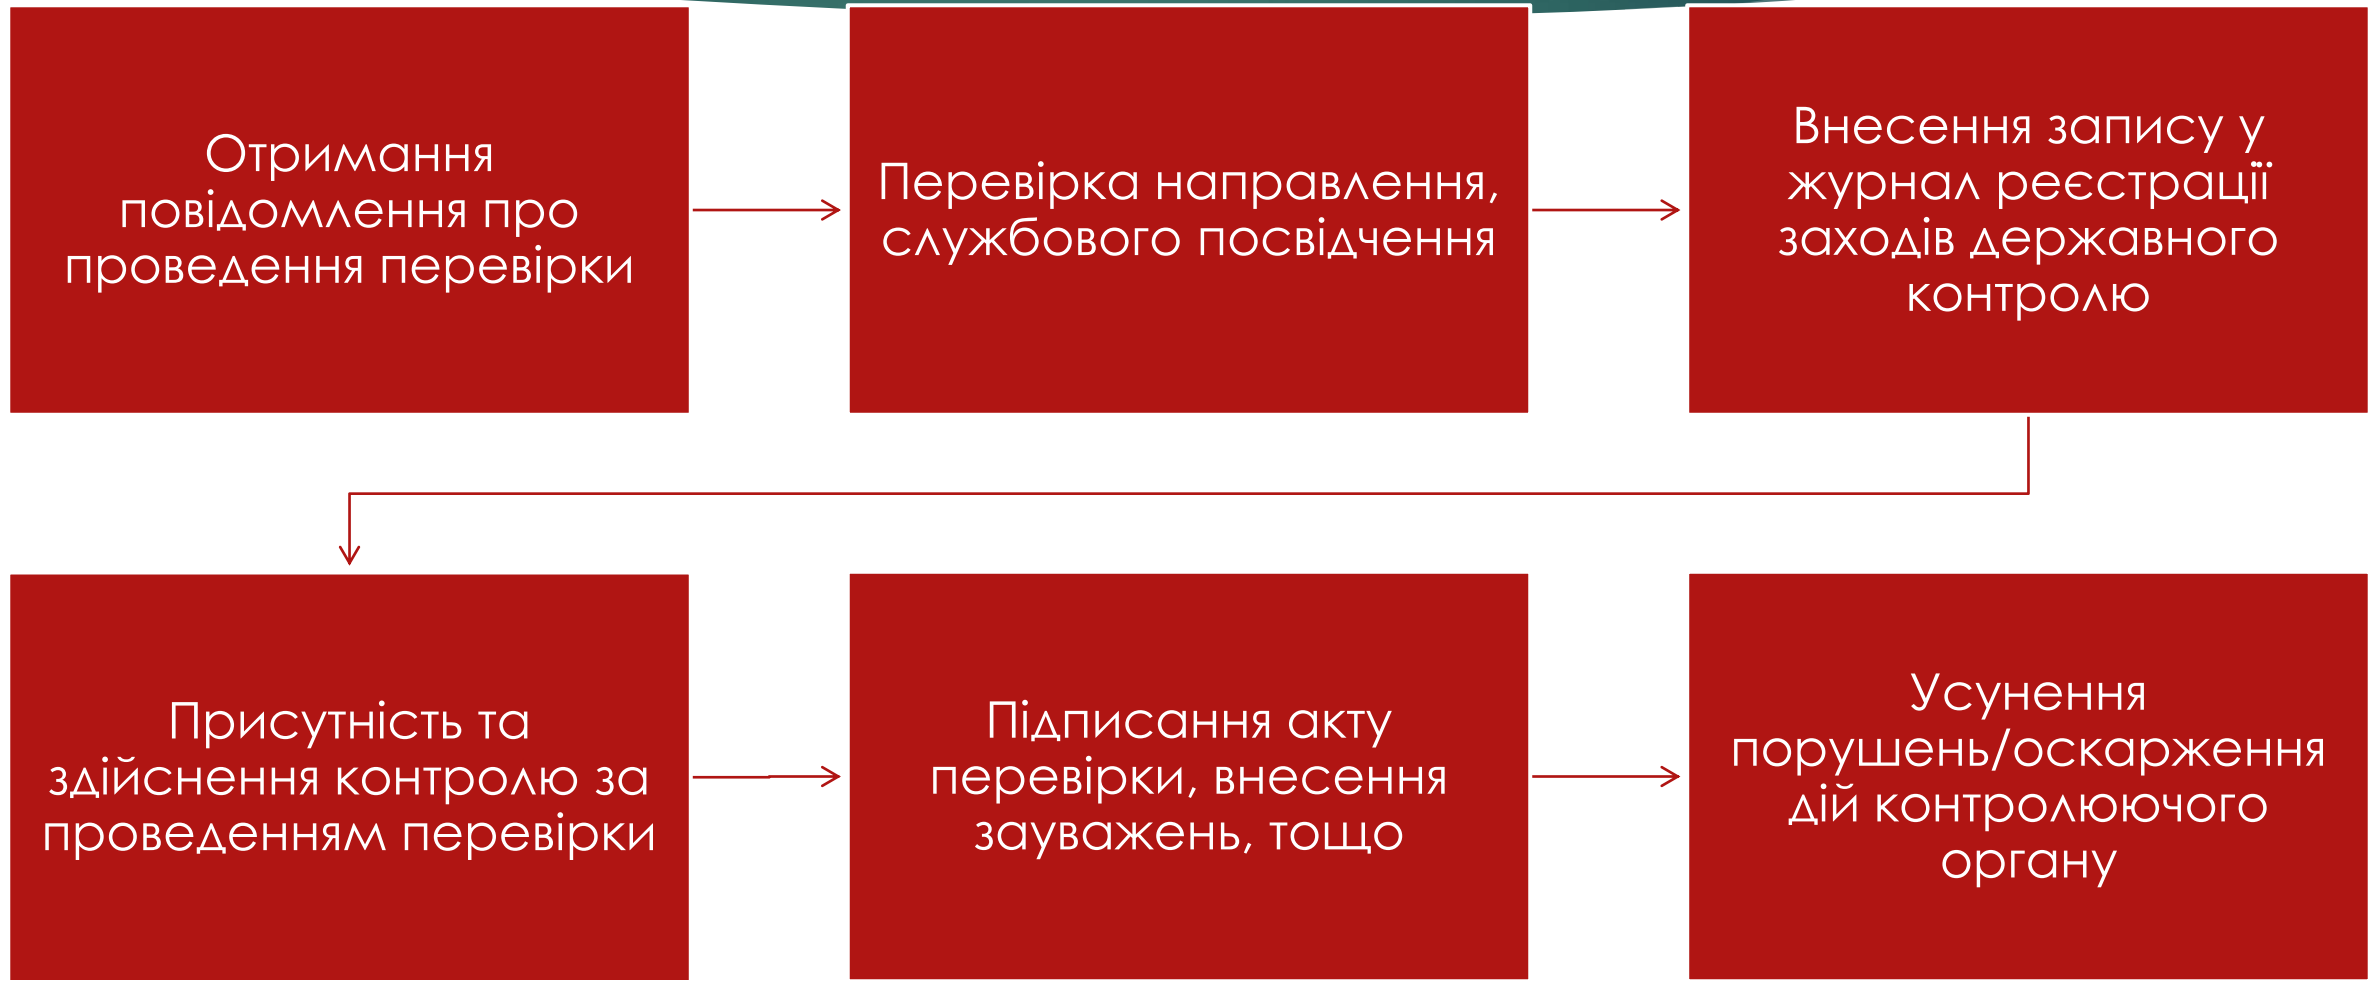 Отримання
повідомлення про
проведення перевірки
Перевірка направлення,
службового посвідчення
Внесення запису у
журнал реєстрації
заходів державного
контролю
Присутність та
здійснення контролю за
проведенням перевірки
Підписання акту
перевірки, внесення
зауважень, тощо
Усунення
порушень/оскарження
дій контролюючого
органу